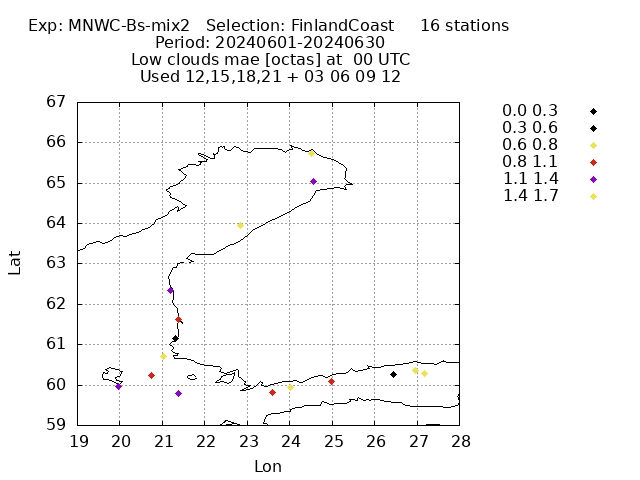 Exp: MNWC-Bs-mix2 Selection: FinlandCoast 16 stations
Period: 20240601-20240630
Low clouds mae [octas] at 00 UTC
Used 12,15,18,21 + 03 06 09 12
67
66
65
64
63
62
61
60
59
Lat
19 20 21 22 23 24 25 26 27 28
Lon
0.0 0.3
0.3 0.6
0.6 0.8
0.8 1.1
1.1 1.4
1.4 1.7